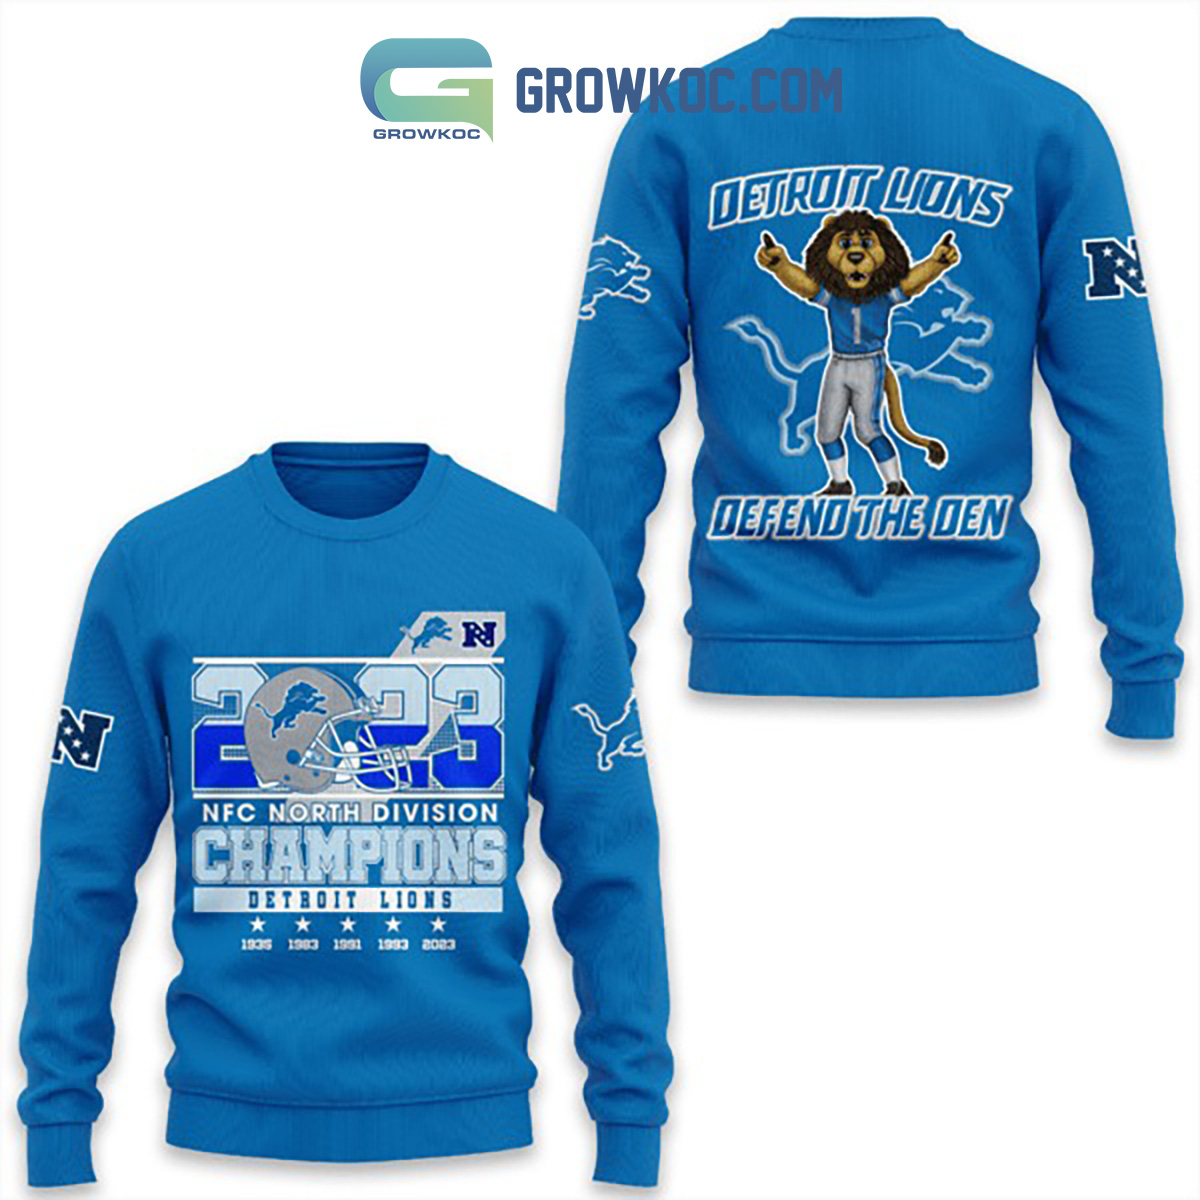 GROWKOC
GROWKOC.COM
DETROIT LIONS
1
DEFEND THE DEN
N
N
2023
NFC NORTH DIVISION
CHAMPIONS
DETROIT LIONS
1935 1983 1991 1993 2023
N